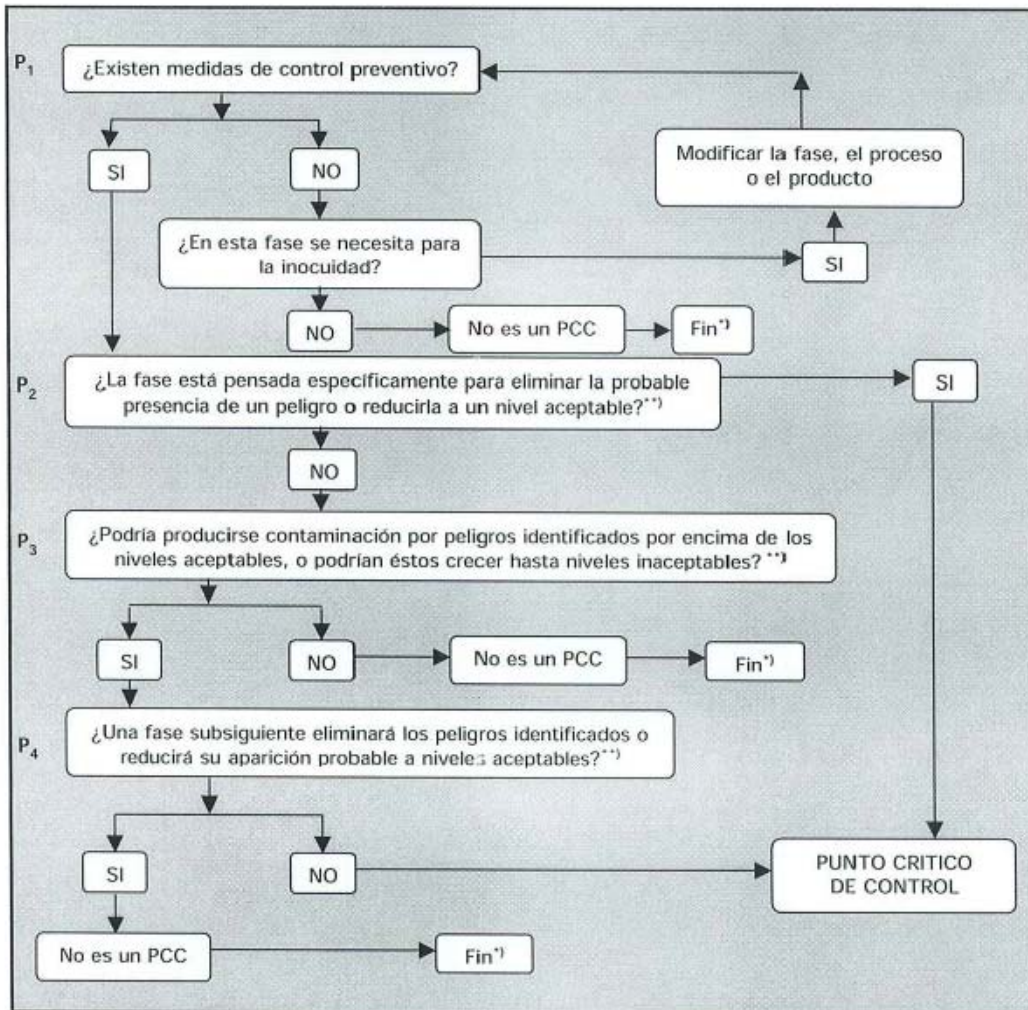 P1
¿Existen medidas de control preventivo?
Modificar la fase, el proceso
o el producto
SI
NO
¿En esta fase se necesita para
la inocuidad?
SI
NO
No es un PCC
Fin*)
P2
¿La fase está pensada específicamente para eliminar la probable
presencia de un peligro o reducirla a un nivel aceptable?**)
SI
NO
P3
¿Podría producirse contaminación por peligros identificados por encima de los
niveles aceptables, o podrían éstos crecer hasta niveles inaceptables? **)
SI
NO
No es un PCC
Fin*)
P4
¿Una fase subsiguiente eliminará los peligros identificados o
reducirá su aparición probable a niveles aceptables?**)
SI
NO
PUNTO CRITICO
DE CONTROL
No es un PCC
Fin*)